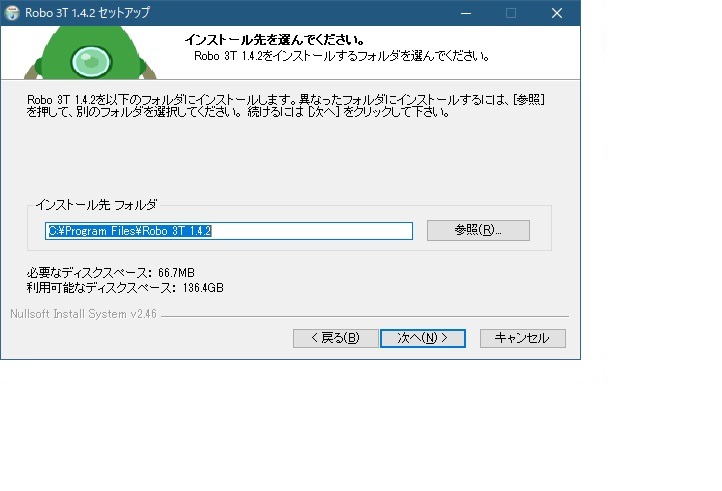 Robo 3T 1.4.2 セットアップ
インストール先を選んでください。
Robo 3T 1.4.2をインストールするフォルダを選んでください。
Robo 3T 1.4.2を以下のフォルダにインストールします。異なったフォルダにインストールするには、[参照]
を押して、別のフォルダを選択してください。 続けるには [次へ] をクリックして下さい。
インストール先 フォルダ
C:¥Program Files¥Robo 3T 1.4.2
参照(R)...
必要なディスクスペース: 66.7MB
利用可能なディスクスペース: 136.4GB
Nullsoft Install System v2.46
< 戻る(B) 次へ(N) > キャンセル